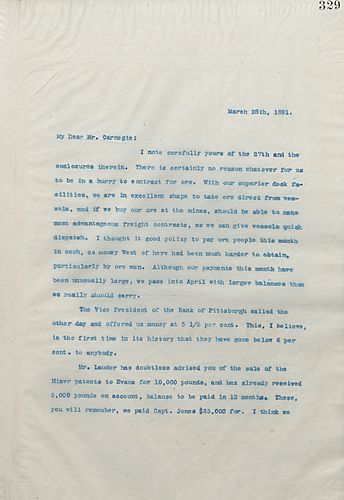 329
March 28th, 1891.
My Dear Mr. Carnegie:
I note carefully yours of the 27th and the
enclosures therein. There is certainly no reason whatever for us
to be in a hurry to contract for ore. With our superior dock fa-
cilities, we are in excellent shape to take ore direct from ves-
sels, and if we buy our ore at the mines, should be able to make
most advantageous freight contracts, as we can give vessels quick
dispatch. I thought it good policy to pay ore people this month
in cash, as money West of here had been much harder to obtain,
particularly by ore men. Although our payments this month have
been unusually large, we pass into April with larger balances than
we really should carry.
The Vice President of the Bank of Pittsburgh called the
other day and offered us money at 5 1/2 per cent. This, I believe,
is the first time in its history that they have gone below 6 per
cent. to anybody.
Mr. Lauder has doubtless advised you of the sale of the
Mixer patents to Evans for 10,000 pounds, and has already received
5,000 pounds on account, balance to be paid in 12 months. These,
you will remember, we paid Capt. Jones $35,000 for. I think we